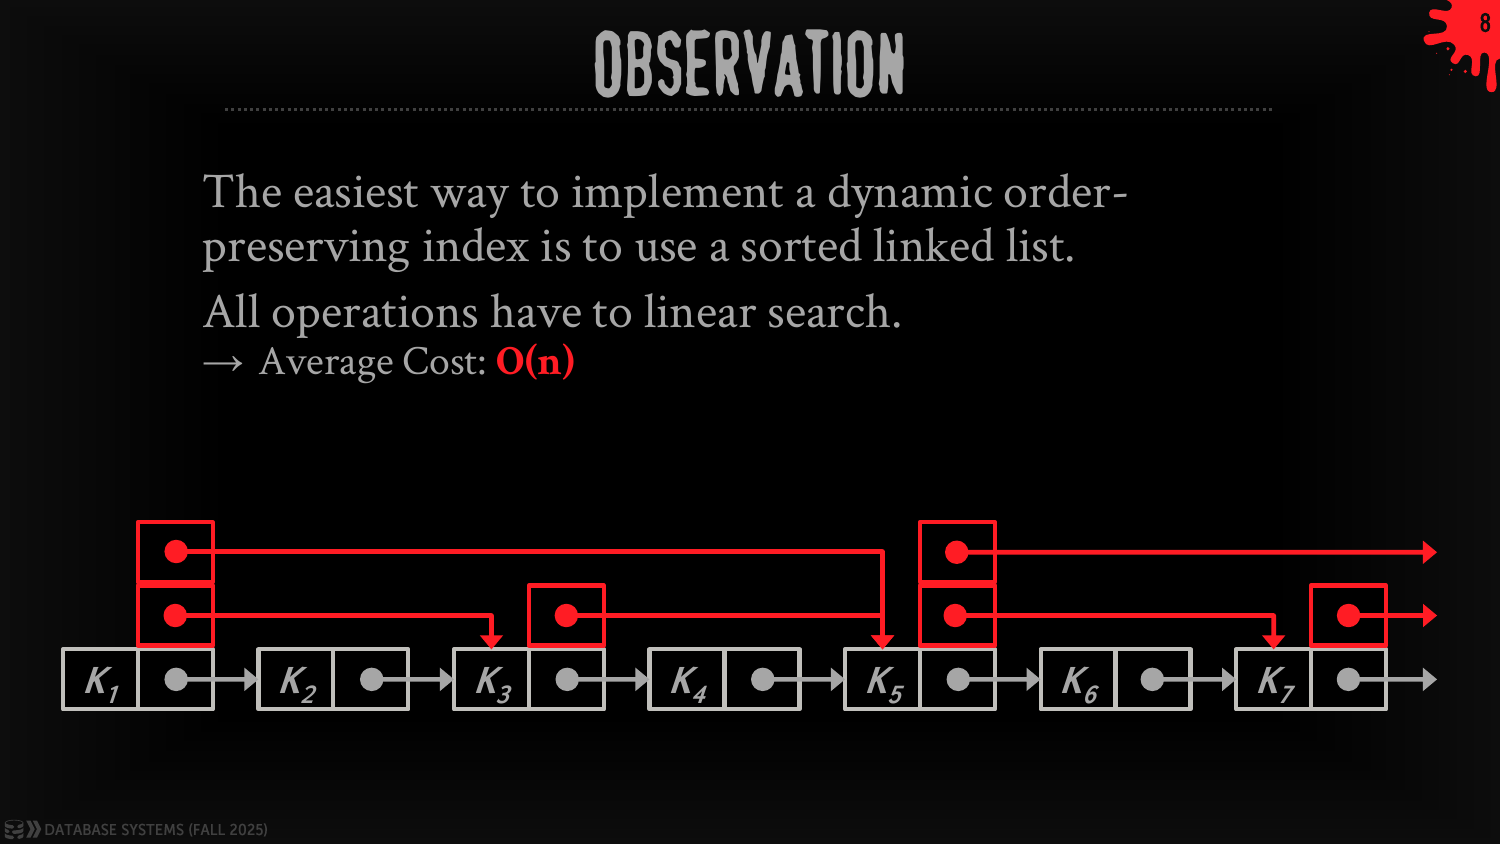 8
OBSERVATION
The easiest way to implement a dynamic order-
preserving index is to use a sorted linked list.
All operations have to linear search.
→ Average Cost: O(n)
K1 K2 K3 K4 K5 K6 K7
DATABASE SYSTEMS (FALL 2025)